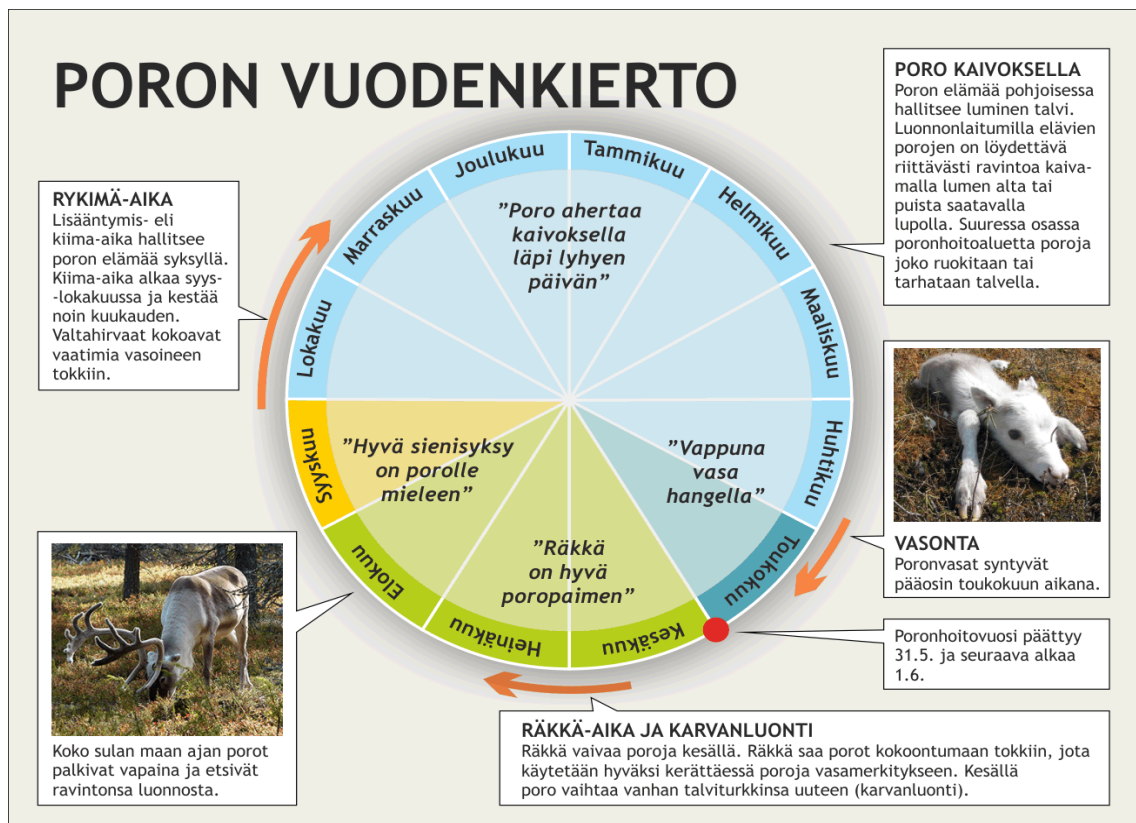 PORON VUODENKIERTO
PORO KAIVOKSELLA
Poron elämää pohjoisessa
hallitsee luminen talvi.
Luonnonlaitumilla elävien
porojen on löydettävä
riittävästi ravintoa kaiva-
malla lumen alta tai
puista saatavalla
lupolla. Suuressa osassa
poronhoitoaluetta poroja
joko ruokitaan tai
tarhataan talvella.
RYKIMÄ-AIKA
Lisääntymis- eli
kiima-aika hallitsee
poron elämää syksyllä.
Kiima-aika alkaa syys-
-lokakuussa ja kestää
noin kuukauden.
Valtahirvaat kokoavat
vaatimia vasoineen
tokkiin.
Tammikuu
Helmikuu
Maaliskuu
Huhtikuu
Toukokuu
Kesäkuu
Heinäkuu
Elokuu
Syyskuu
Lokakuu
Marraskuu
Joulukuu
”Poro ahertaa
kaivoksella
läpi lyhyen
päivän”
”Hyvä sienisyksy
on porolle
mieleen”
”Vappuna
vasa
hangella”
”Räkkä
on hyvä
poropaimen”
VASONTA
Poronvasat syntyvät
pääosin toukokuun aikana.
Poronhoitovuosi päättyy
31.5. ja seuraava alkaa
1.6.
Koko sulan maan ajan porot
palkivat vapaina ja etsivät
ravintonsa luonnosta.
RÄKKÄ-AIKA JA KARVANLUONTI
Räkkä vaivaa poroja kesällä. Räkkä saa porot kokoontumaan tokkiin, jota
käytetään hyväksi kerättäessä poroja vasamerkitykseen. Kesällä
poro vaihtaa vanhan talviturkkinsa uuteen (karvanluonti).